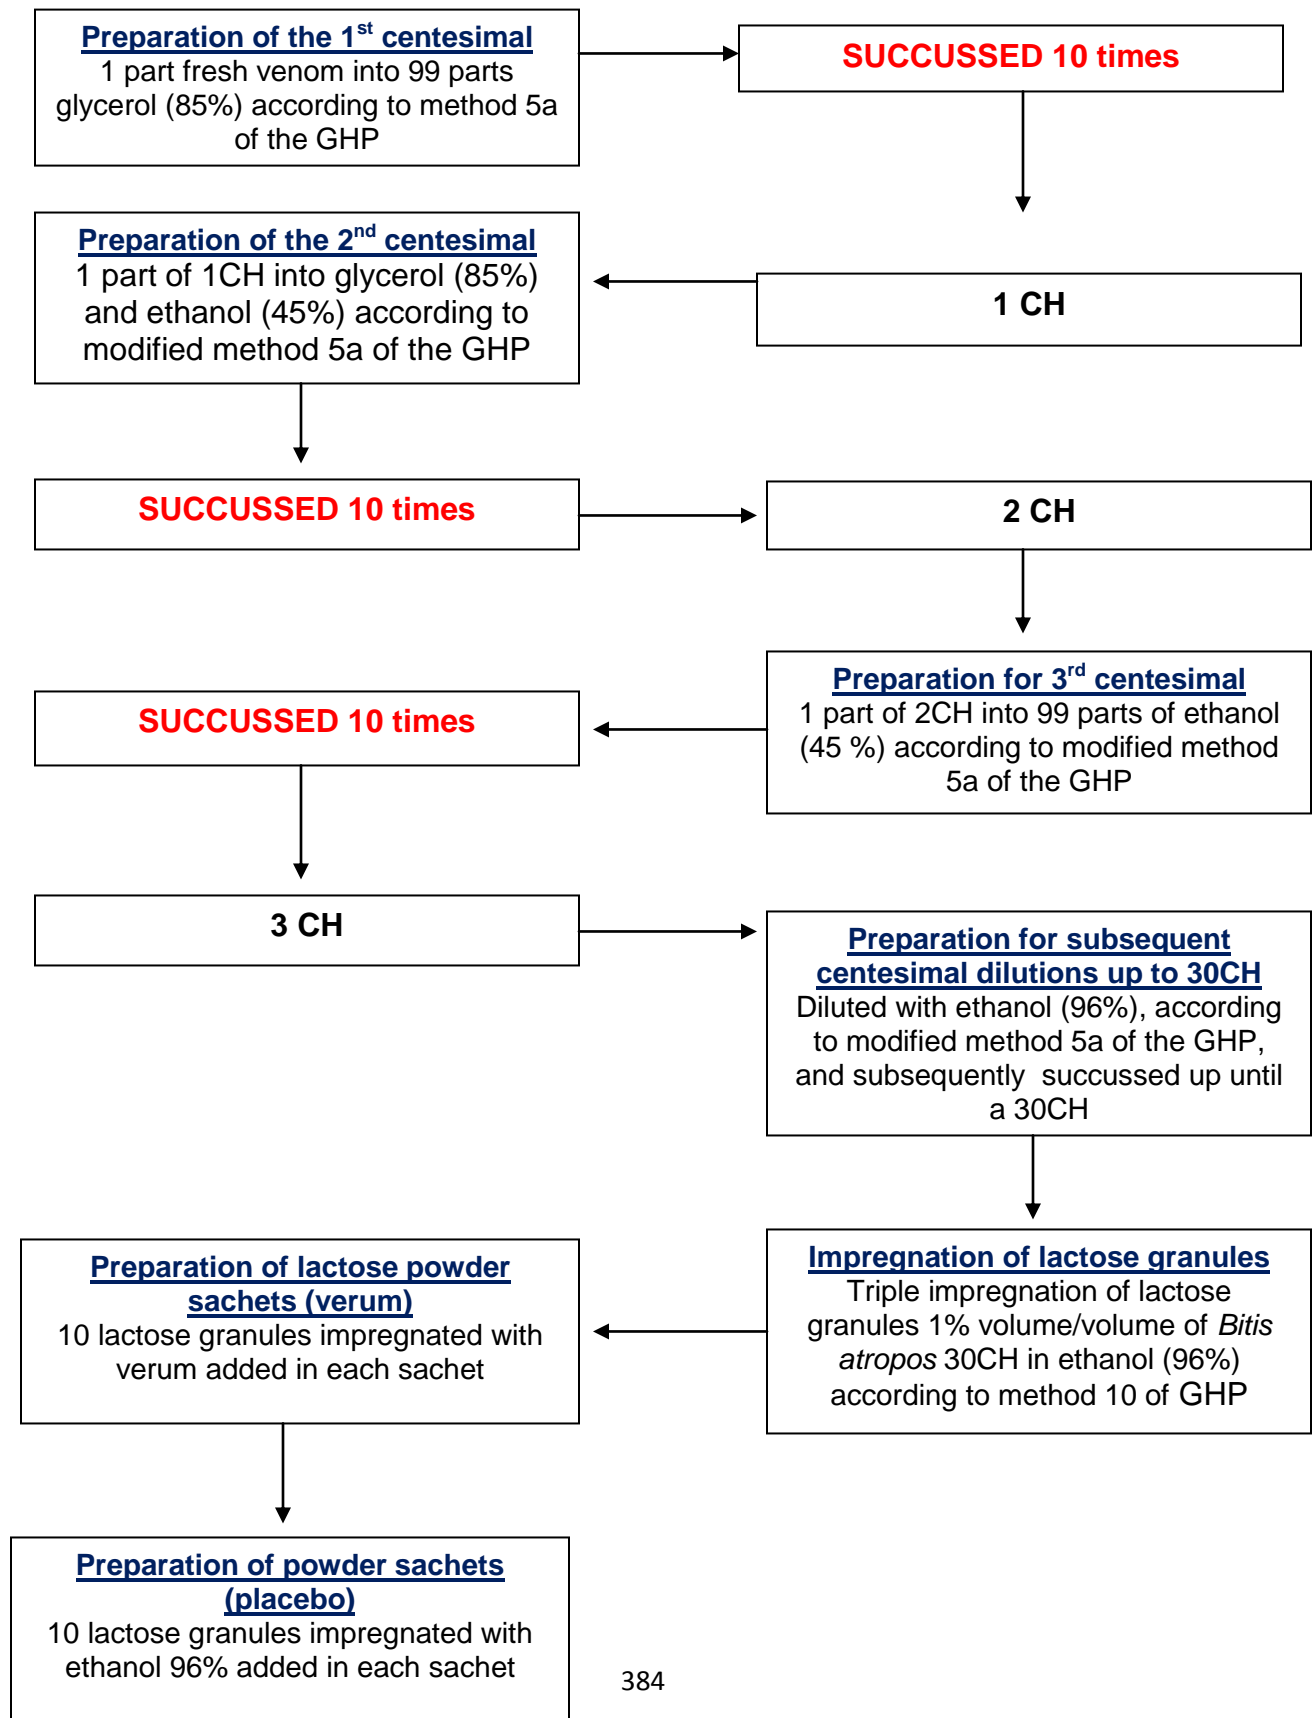 Preparation of the 1st centesimal
1 part fresh venom into 99 parts
glycerol (85%) according to method 5a
of the GHP
SUCCUSSED 10 times
1 CH
Preparation of the 2nd centesimal
1 part of 1CH into glycerol (85%)
and ethanol (45%) according to
modified method 5a of the GHP
SUCCUSSED 10 times
2 CH
Preparation for 3rd centesimal
1 part of 2CH into 99 parts of ethanol
(45 %) according to modified method
5a of the GHP
SUCCUSSED 10 times
3 CH
Preparation for subsequent
centesimal dilutions up to 30CH
Diluted with ethanol (96%), according
to modified method 5a of the GHP,
and subsequently succussed up until
a 30CH
Impregnation of lactose granules
Triple impregnation of lactose
granules 1% volume/volume of Bitis
atropos 30CH in ethanol (96%)
according to method 10 of GHP
Preparation of lactose powder
sachets (verum)
10 lactose granules impregnated with
verum added in each sachet
Preparation of powder sachets
(placebo)
10 lactose granules impregnated with
ethanol 96% added in each sachet
384